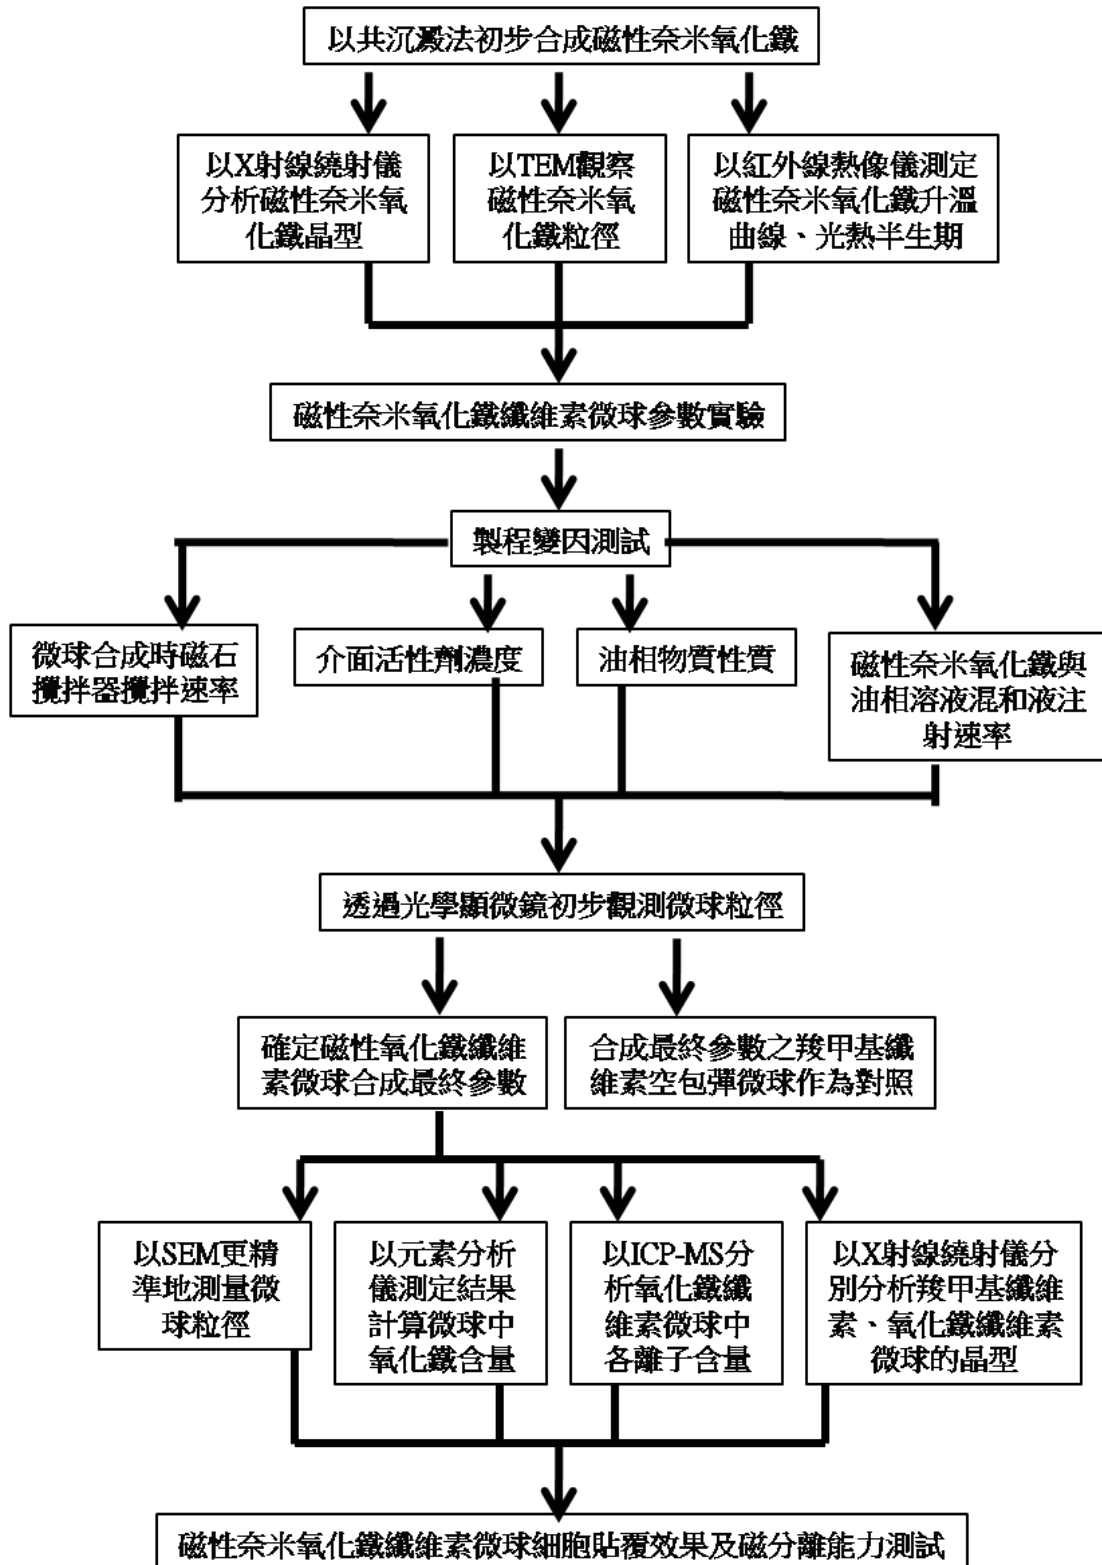 以共沉澱法初步合成磁性奈米氧化鐵
以X射線繞射儀
分析磁性奈米氧
化鐵晶型
以TEM觀察
磁性奈米氧
化鐵粒徑
以紅外線熱像儀測定
磁性奈米氧化鐵升溫
曲線、光熱半生期
磁性奈米氧化鐵纖維素微球參數實驗
製程變因測試
微球合成時磁石
攪拌器攪拌速率
介面活性劑濃度
油相物質性質
磁性奈米氧化鐵與
油相溶液混和液注
射速率
透過光學顯微鏡初步觀測微球粒徑
確定磁性氧化鐵纖維
素微球合成最終參數
合成最終參數之羧甲基纖
維素空包彈微球作為對照
以SEM更精
準地測量微
球粒徑
以元素分析
儀測定結果
計算微球中
氧化鐵含量
以ICP-MS分
析氧化鐵纖
維素微球中
各離子含量
以X射線繞射儀分
別分析羧甲基纖維
素、氧化鐵纖維素
微球的晶型
磁性奈米氧化鐵纖維素微球細胞貼覆效果及磁分離能力測試